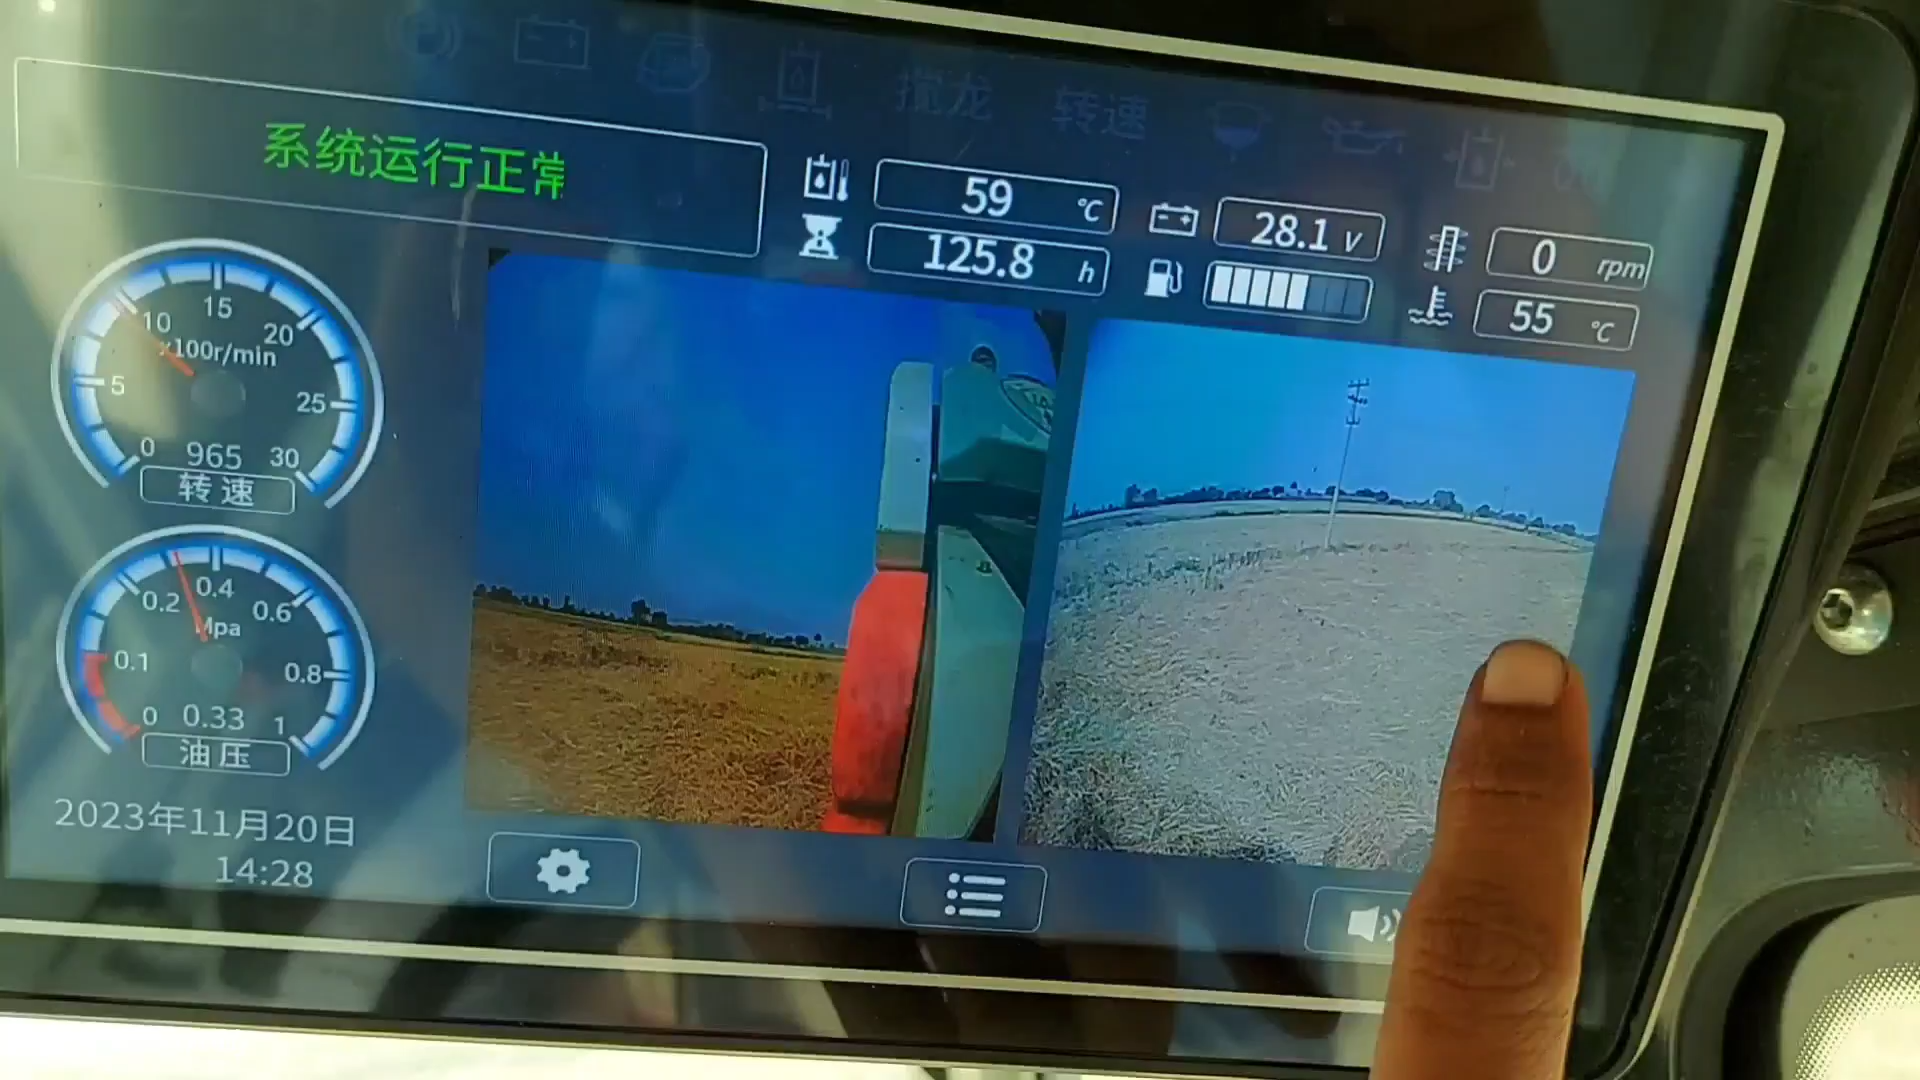 搅龙 转速
系统运行正常
59 ℃
125.8 h
28.1 V
0 rpm
55 ℃
0 5 10 15 20 25 30
x100r/min
965
转速
0 0.1 0.2 0.4 0.6 0.8 1
Mpa
0.33
油压
2023年11月20日
14:28